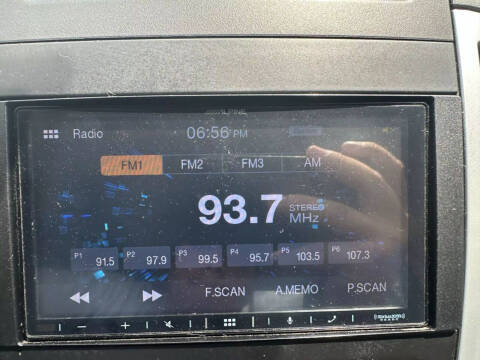 ALPINE
Radio 06:56 PM
FM1 FM2 FM3 AM
93.7 STEREO MHz
P1 91.5 P2 97.9 P3 99.5 P4 95.7 P5 103.5 P6 107.3
F.SCAN A.MEMO P.SCAN